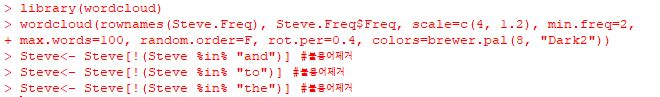 > library(wordcloud)
> wordcloud(rownames(Steve.Freq), Steve.Freq$Freq, scale=c(4, 1.2), min.freq=2,
+ max.words=100, random.order=F, rot.per=0.4, colors=brewer.pal(8, "Dark2"))
> Steve<- Steve[!(Steve %in% "and")] #불용어제거
> Steve<- Steve[!(Steve %in% "to")] #불용어제거
> Steve<- Steve[!(Steve %in% "the")] #불용어제거